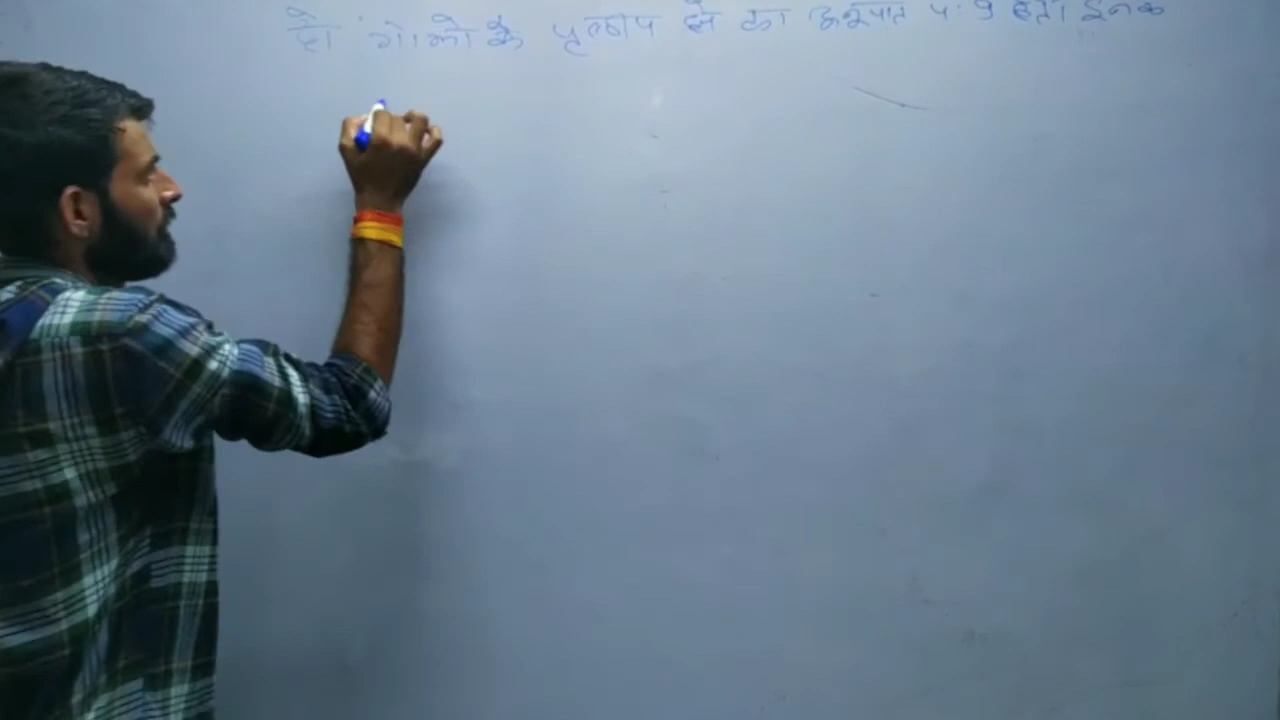 दो गोलो के पृष्ठीय क्षे का अनुपात 4:9 है तो इनके